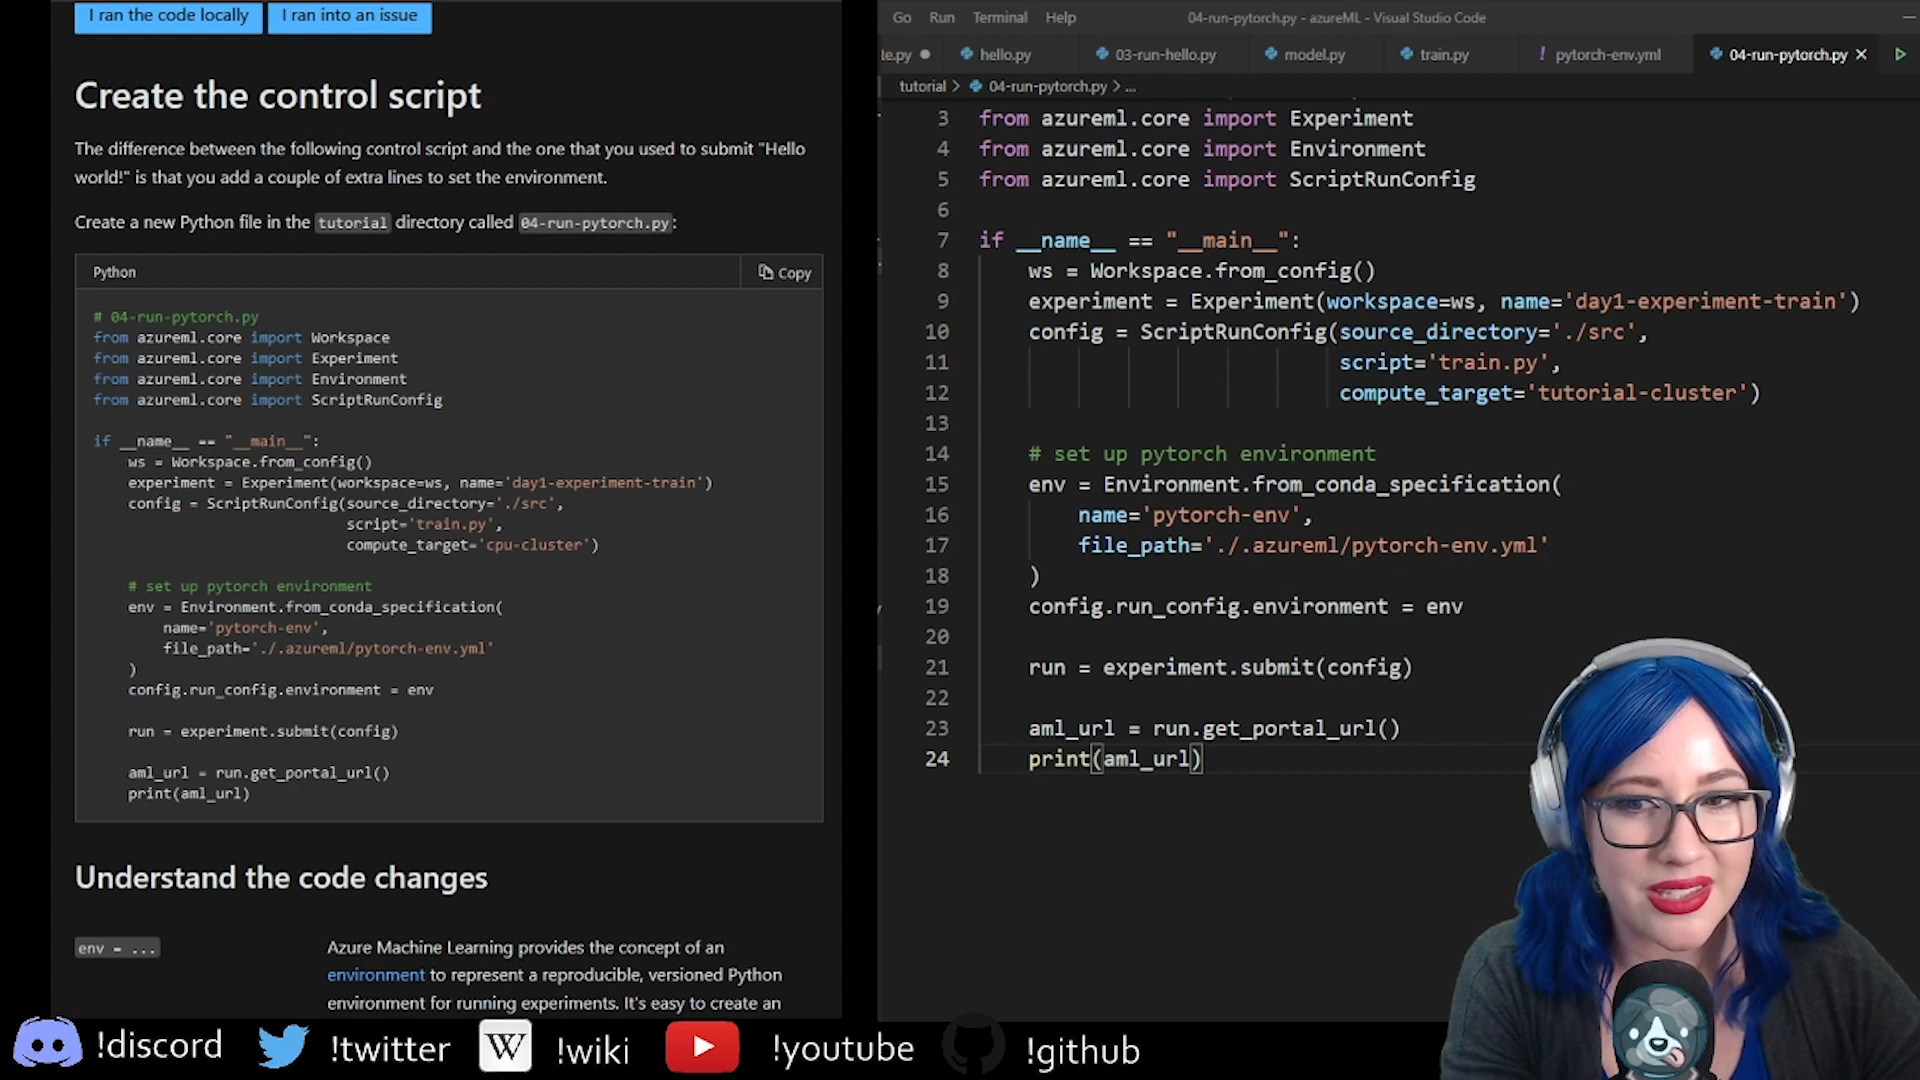 I ran the code locally
I ran into an issue
Create the control script
The difference between the following control script and the one that you used to submit "Hello
world!" is that you add a couple of extra lines to set the environment.
Create a new Python file in the tutorial directory called 04-run-pytorch.py:
Python
Copy
# 04-run-pytorch.py
from azureml.core import Workspace
from azureml.core import Experiment
from azureml.core import Environment
from azureml.core import ScriptRunConfig
if __name__ == "__main__":
ws = Workspace.from_config()
experiment = Experiment(workspace=ws, name='day1-experiment-train')
config = ScriptRunConfig(source_directory='./src',
script='train.py',
compute_target='cpu-cluster')
# set up pytorch environment
env = Environment.from_conda_specification(
name='pytorch-env',
file_path='./.azureml/pytorch-env.yml'
)
config.run_config.environment = env
run = experiment.submit(config)
aml_url = run.get_portal_url()
print(aml_url)
Understand the code changes
env = ...
Azure Machine Learning provides the concept of an
environment to represent a reproducible, versioned Python
environment for running experiments. It's easy to create an
Go Run Terminal Help
04-run-pytorch.py - azureML - Visual Studio Code
te.py
hello.py
03-run-hello.py
model.py
train.py
! pytorch-env.yml
04-run-pytorch.py
tutorial > 04-run-pytorch.py > ...
3 from azureml.core import Experiment
4 from azureml.core import Environment
5 from azureml.core import ScriptRunConfig
6
7 if __name__ == "__main__":
8 ws = Workspace.from_config()
9 experiment = Experiment(workspace=ws, name='day1-experiment-train')
10 config = ScriptRunConfig(source_directory='./src',
11 script='train.py',
12 compute_target='tutorial-cluster')
13
14 # set up pytorch environment
15 env = Environment.from_conda_specification(
16 name='pytorch-env',
17 file_path='./.azureml/pytorch-env.yml'
18 )
19 config.run_config.environment = env
20
21 run = experiment.submit(config)
22
23 aml_url = run.get_portal_url()
24 print(aml_url)
!discord
!twitter
W
!wiki
!youtube
!github